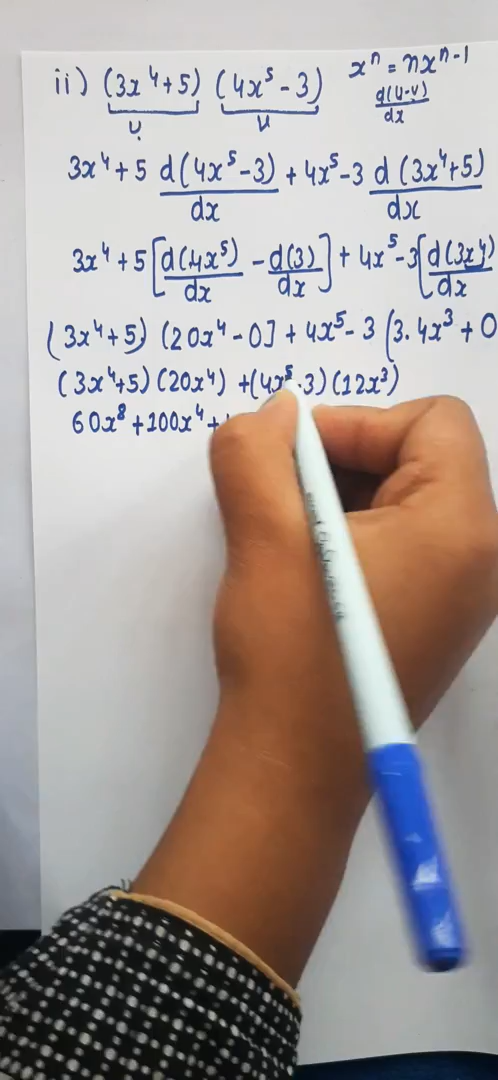 ii) (3x⁴+5) (4x⁵-3) xⁿ = nxⁿ⁻¹
u v d(u-v)/dx
3x⁴+5 d(4x⁵-3)/dx + 4x⁵-3 d(3x⁴+5)/dx
3x⁴+5 [d(4x⁵)/dx - d(3)/dx] + 4x⁵-3 [d(3x⁴)/dx
(3x⁴+5) (20x⁴-0] + 4x⁵-3 (3.4x³+0
(3x⁴+5) (20x⁴) + (4x⁵-3) (12x³)
60x⁸+100x⁴+